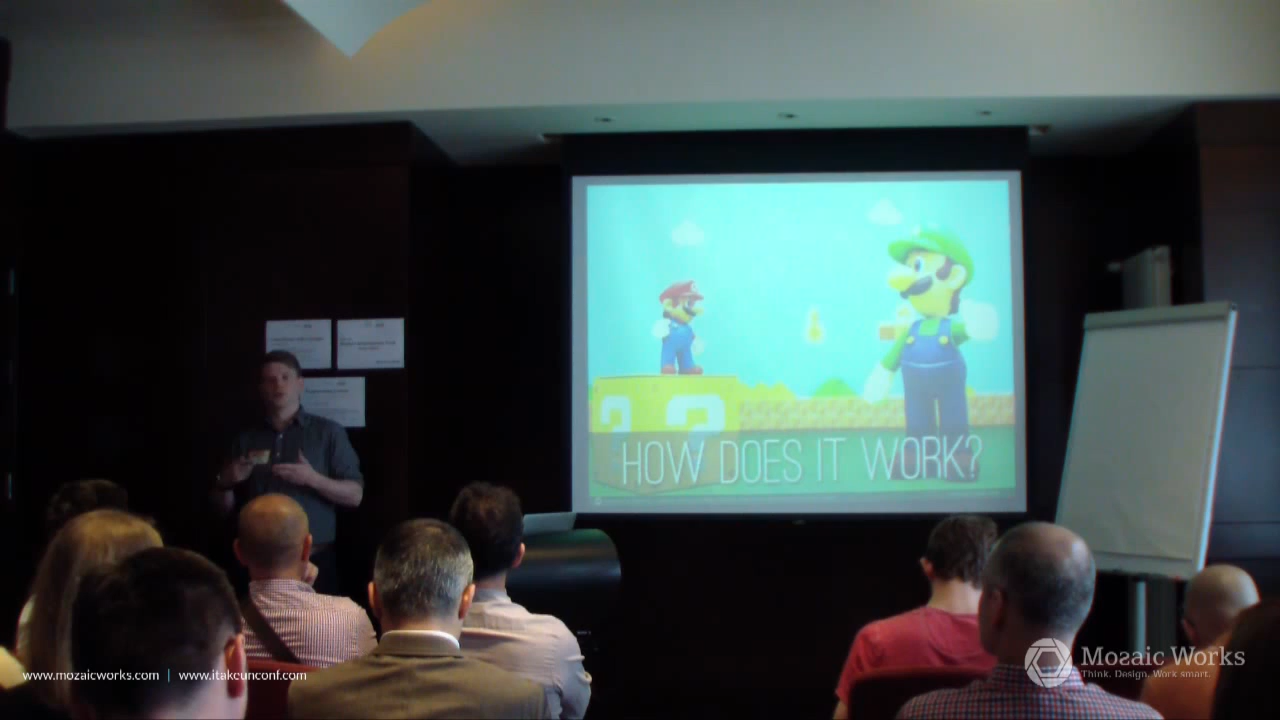 HOW DOES IT WORK?
www.mozaicworks.com | www.itakeunconf.com
Mozaic Works
Think. Design. Work smart.